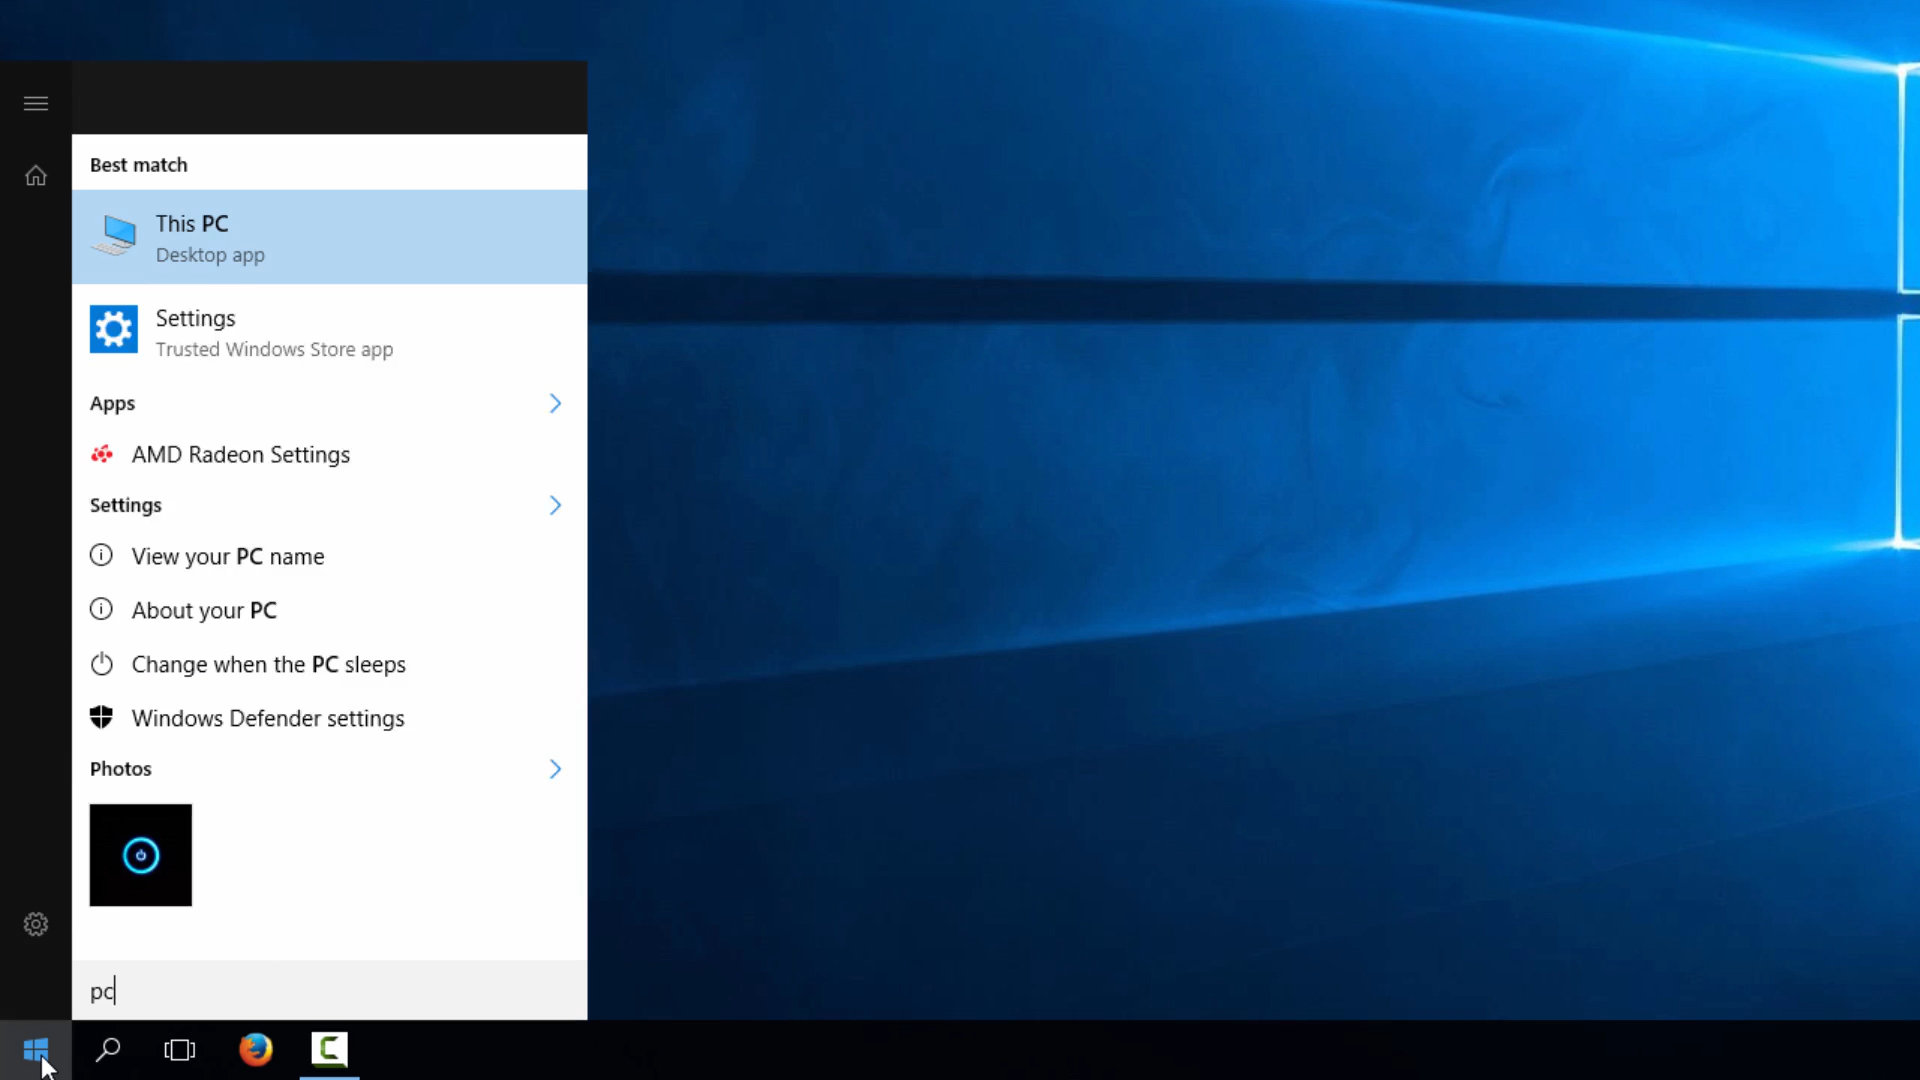 Best match
This PC
Desktop app
Settings
Trusted Windows Store app
Apps
AMD Radeon Settings
Settings
View your PC name
About your PC
Change when the PC sleeps
Windows Defender settings
Photos
pc